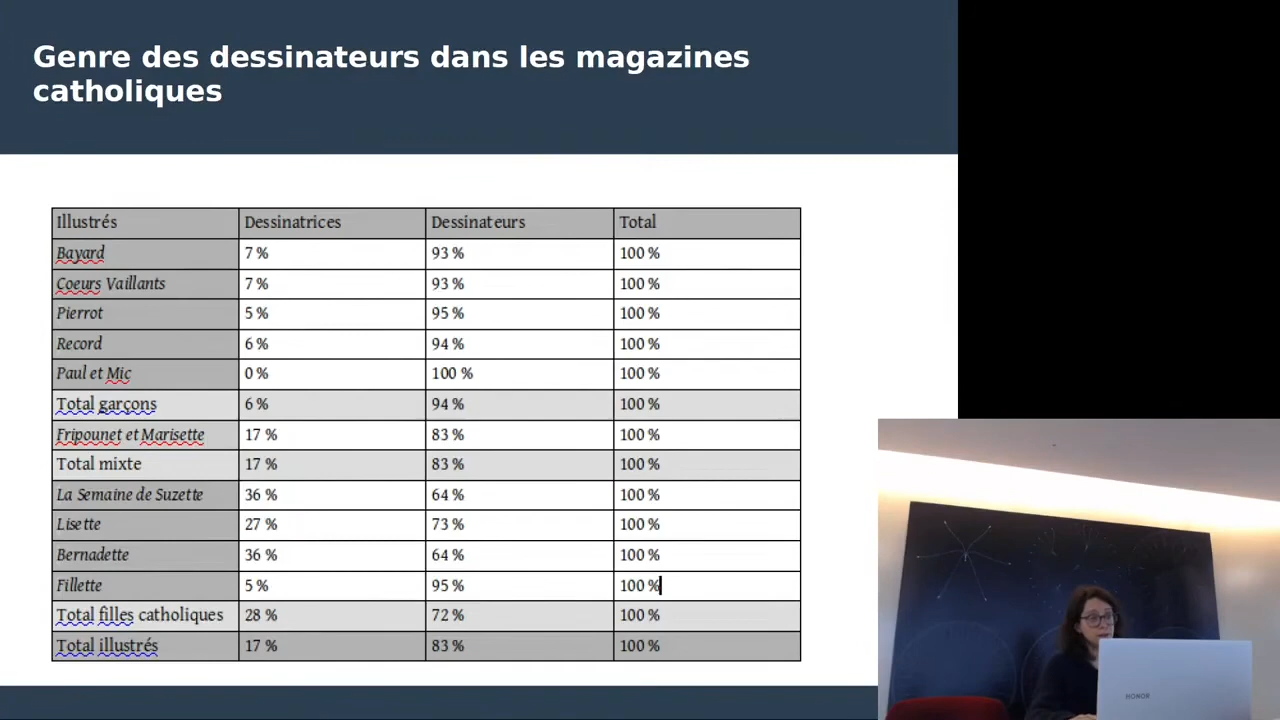 Genre des dessinateurs dans les magazines
catholiques
Illustrés Dessinatrices Dessinateurs Total
Bayard 7 % 93 % 100 %
Coeurs Vaillants 7 % 93 % 100 %
Pierrot 5 % 95 % 100 %
Record 6 % 94 % 100 %
Paul et Mic 0 % 100 % 100 %
Total garçons 6 % 94 % 100 %
Fripounet et Marisette 17 % 83 % 100 %
Total mixte 17 % 83 % 100 %
La Semaine de Suzette 36 % 64 % 100 %
Lisette 27 % 73 % 100 %
Bernadette 36 % 64 % 100 %
Fillette 5 % 95 % 100 %
Total filles catholiques 28 % 72 % 100 %
Total illustrés 17 % 83 % 100 %
HONOR